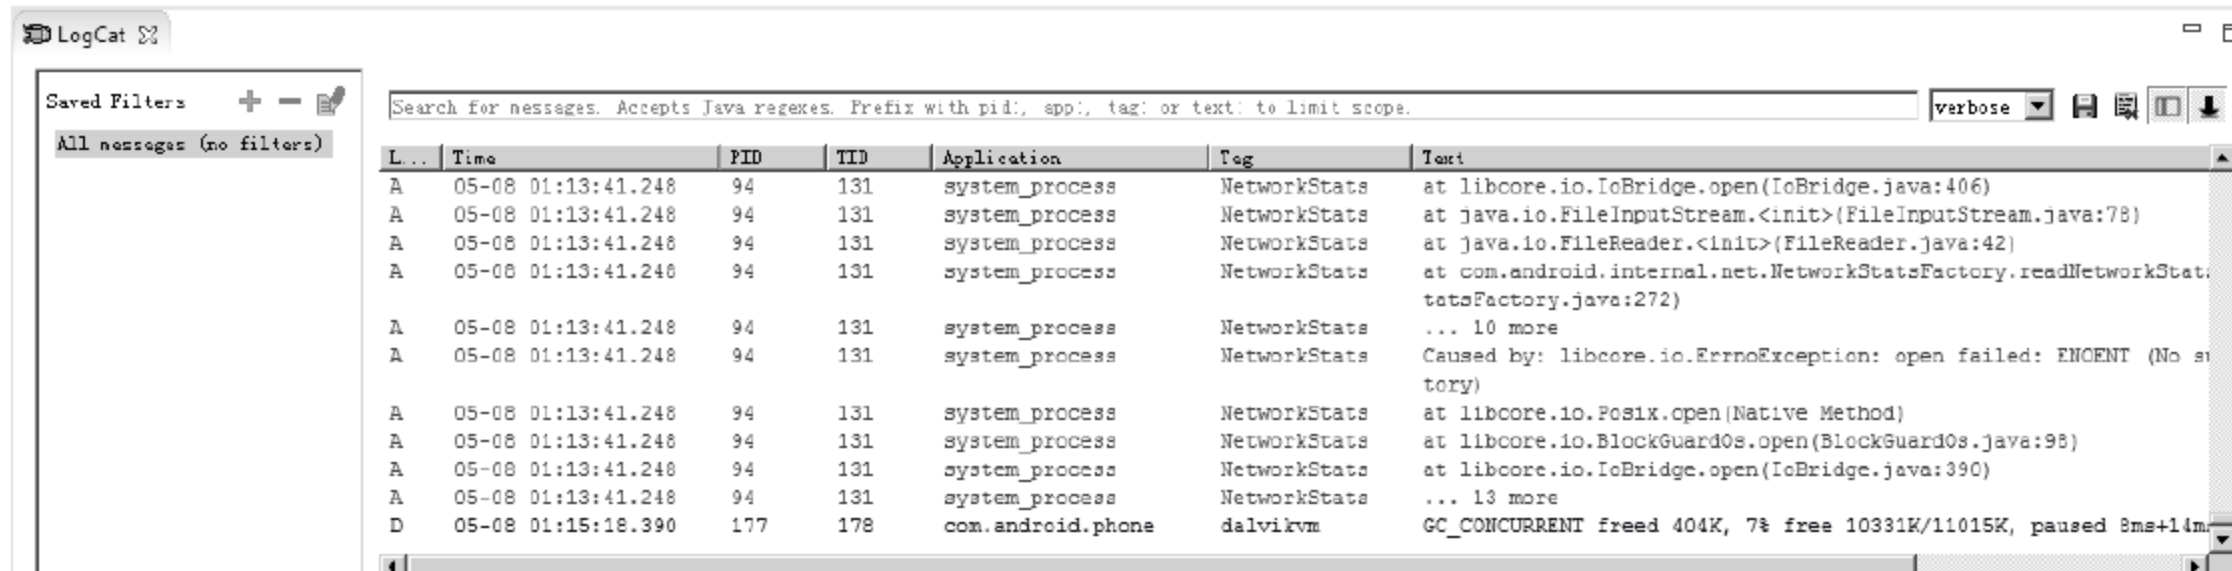 LogCat
Saved Filters
All messages (no filters)
Search for messages. Accepts Java regexes. Prefix with pid:, app:, tag: or text: to limit scope.
verbose
L... Time PID TID Application Tag Text
A 05-08 01:13:41.248 94 131 system_process NetworkStats at libcore.io.IoBridge.open(IoBridge.java:406)
A 05-08 01:13:41.248 94 131 system_process NetworkStats at java.io.FileInputStream.<init>(FileInputStream.java:78)
A 05-08 01:13:41.248 94 131 system_process NetworkStats at java.io.FileReader.<init>(FileReader.java:42)
A 05-08 01:13:41.248 94 131 system_process NetworkStats at com.android.internal.net.NetworkStatsFactory.readNetworkStat
tatsFactory.java:272)
A 05-08 01:13:41.248 94 131 system_process NetworkStats ... 10 more
A 05-08 01:13:41.248 94 131 system_process NetworkStats Caused by: libcore.io.ErrnoException: open failed: ENOENT (No s
tory)
A 05-08 01:13:41.248 94 131 system_process NetworkStats at libcore.io.Posix.open(Native Method)
A 05-08 01:13:41.248 94 131 system_process NetworkStats at libcore.io.BlockGuardOs.open(BlockGuardOs.java:98)
A 05-08 01:13:41.248 94 131 system_process NetworkStats at libcore.io.IoBridge.open(IoBridge.java:390)
A 05-08 01:13:41.248 94 131 system_process NetworkStats ... 13 more
D 05-08 01:15:18.390 177 178 com.android.phone dalvikvm GC_CONCURRENT freed 404K, 7% free 10331K/11015K, paused 8ms+14m